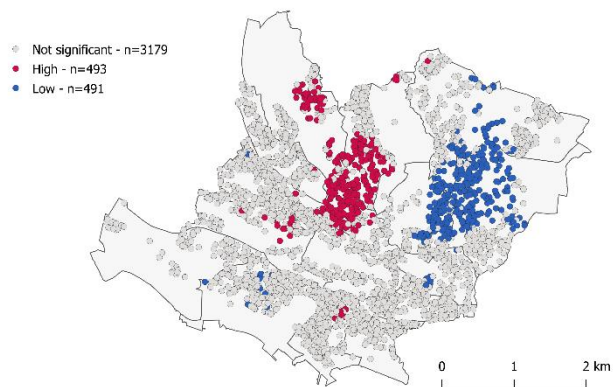 Not significant - n=3179
High - n=493
Low - n=491
0 1 2 km